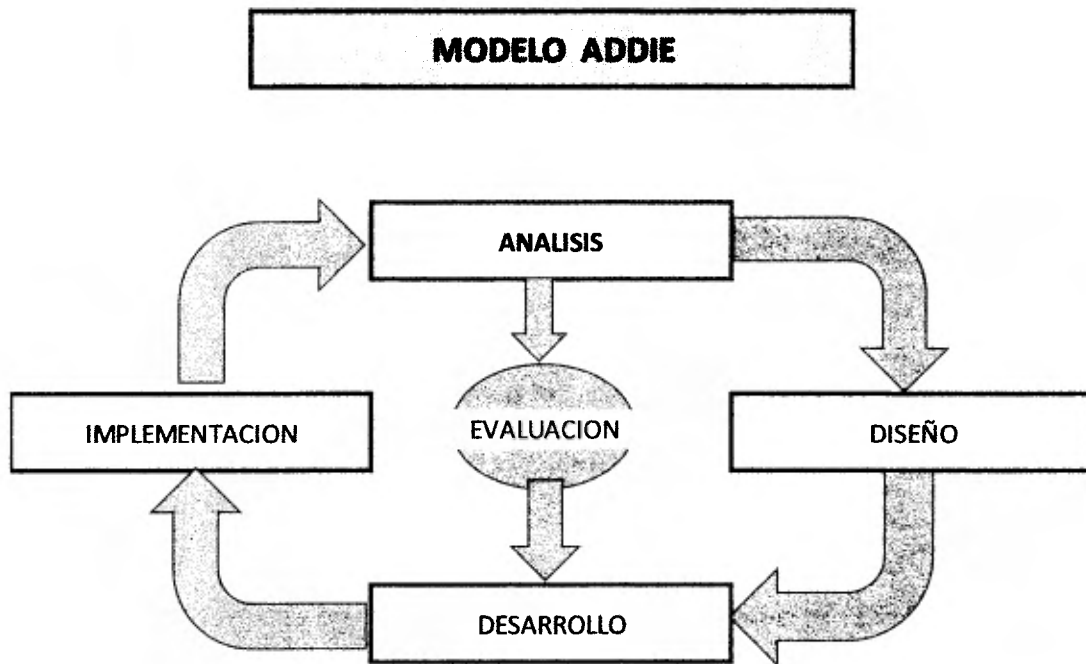 MODELO ADDIE
ANALISIS
IMPLEMENTACION
EVALUACION
DISEÑO
DESARROLLO